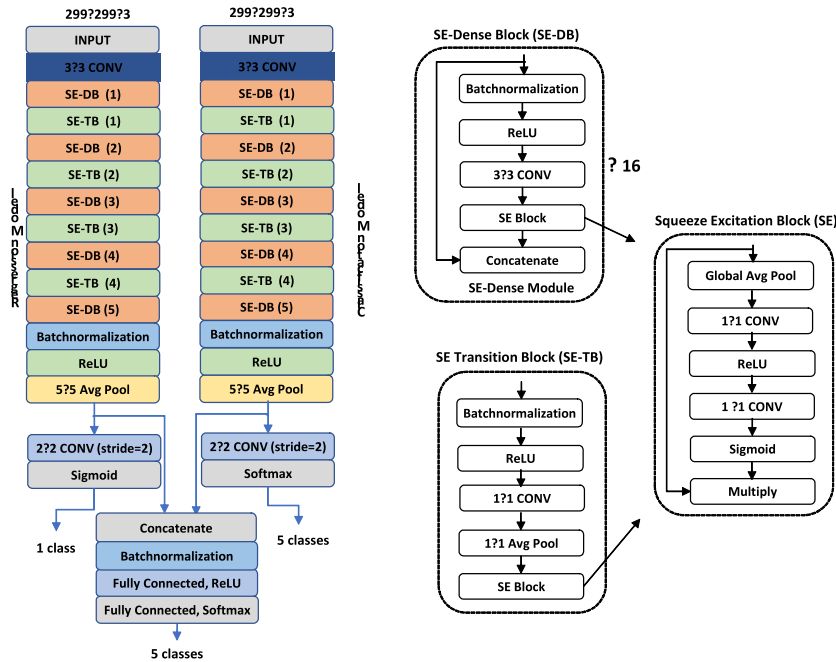 299?299?3
INPUT
3?3 CONV
SE-DB (1)
SE-TB (1)
SE-DB (2)
SE-TB (2)
SE-DB (3)
SE-TB (3)
SE-DB (4)
SE-TB (4)
SE-DB (5)
Batchnormalization
ReLU
5?5 Avg Pool
2?2 CONV (stride=2)
Sigmoid
1 class
299?299?3
INPUT
3?3 CONV
SE-DB (1)
SE-TB (1)
SE-DB (2)
SE-TB (2)
SE-DB (3)
SE-TB (3)
SE-DB (4)
SE-TB (4)
SE-DB (5)
Batchnormalization
ReLU
5?5 Avg Pool
2?2 CONV (stride=2)
Softmax
5 classes
Concatenate
Batchnormalization
Fully Connected, ReLU
Fully Connected, Softmax
5 classes
SE-Dense Block (SE-DB)
Batchnormalization
ReLU
3?3 CONV
SE Block
Concatenate
SE-Dense Module
? 16
SE Transition Block (SE-TB)
Batchnormalization
ReLU
1?1 CONV
1?1 Avg Pool
SE Block
Squeeze Excitation Block (SE)
Global Avg Pool
1?1 CONV
ReLU
1 ?1 CONV
Sigmoid
Multiply